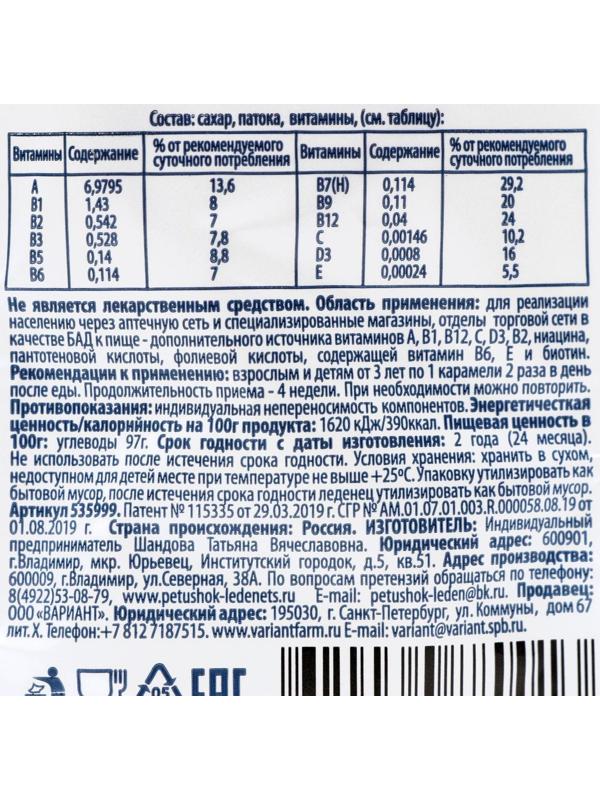 Состав: сахар, патока, витамины, (см. таблицу):
Витамины Содержание % от рекомендуемого суточного потребления Витамины Содержание % от рекомендуемого суточного потребления
A 6,9795 13,6 B7(H) 0,114 29,2
B1 1,43 8 B9 0,11 20
B2 0,542 7 B12 0,04 24
B3 0,528 7,8 C 0,00146 10,2
B5 0,14 8,8 D3 0,0008 16
B6 0,114 7 E 0,00024 5,5
Не является лекарственным средством. Область применения: для реализации
населению через аптечную сеть и специализированные магазины, отделы торговой сети в
качестве БАД к пище - дополнительного источника витаминов А, В1, В12, С, D3, В2, ниацина,
пантотеновой кислоты, фолиевой кислоты, содержащей витамин В6, Е и биотин.
Рекомендации к применению: взрослым и детям от 3 лет по 1 карамели 2 раза в день
после еды. Продолжительность приема - 4 недели. При необходимости можно повторить.
Противопоказания: индивидуальная непереносимость компонентов. Энергетичесткая
ценность/калорийность на 100г продукта: 1620 кДж/390ккал. Пищевая ценность в
100г: углеводы 97г. Срок годности с даты изготовления: 2 года (24 месяца).
Не использовать после истечения срока годности. Условия хранения: хранить в сухом,
недоступном для детей месте при температуре не выше +25ºС. Упаковку утилизировать как
бытовой мусор, после истечения срока годности леденец утилизировать как бытовой мусор.
Артикул 535999. Патент № 115335 от 29.03.2019 г. СГР № АМ.01.07.01.003.R.000058.08.19 от
01.08.2019 г. Страна происхождения: Россия. ИЗГОТОВИТЕЛЬ: Индивидуальный
предприниматель Шандова Татьяна Вячеславовна. Юридический адрес: 600901,
г.Владимир, мкр. Юрьевец, Институтский городок, д.5, кв.51. Адрес производства:
600009, г.Владимир, ул.Северная, 38А. По вопросам претензий обращаться по телефону:
8(4922)53-08-79, www.petushok-ledenets.ru E-mail: petushok-leden@bk.ru. Продавец:
ООО «ВАРИАНТ». Юридический адрес: 195030, г. Санкт-Петербург, ул. Коммуны, дом 67
лит. Х. Телефон:+7 812 7187515. www.variantfarm.ru E-mail: variant@variant.spb.ru.
05 EAC